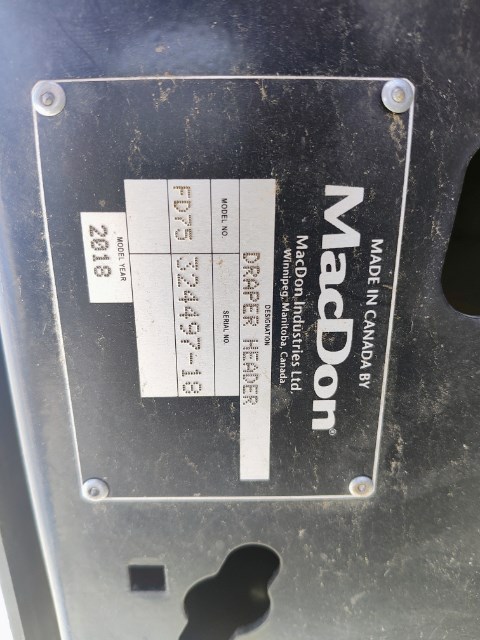 MADE IN CANADA BY
MacDon®
MacDon Industries Ltd.
Winnipeg, Manitoba, Canada
DESIGNATION
DRAPER HEADER
MODEL NO. SERIAL NO.
FD75 324497-18
MODEL YEAR
2018